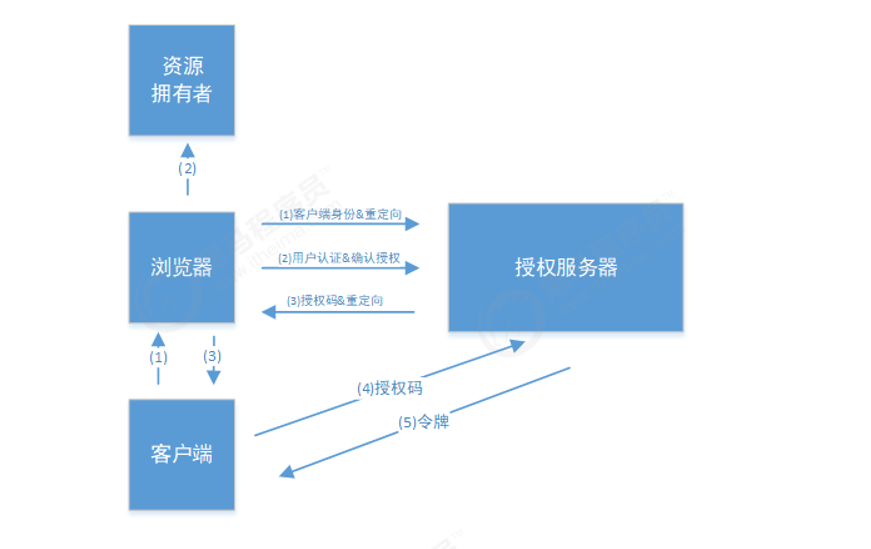 资源
拥有者
(2)
(1)客户端身份&重定向
浏览器
(2)用户认证&确认授权
授权服务器
(3)授权码&重定向
(1)
(3)
(4)授权码
(5)令牌
客户端